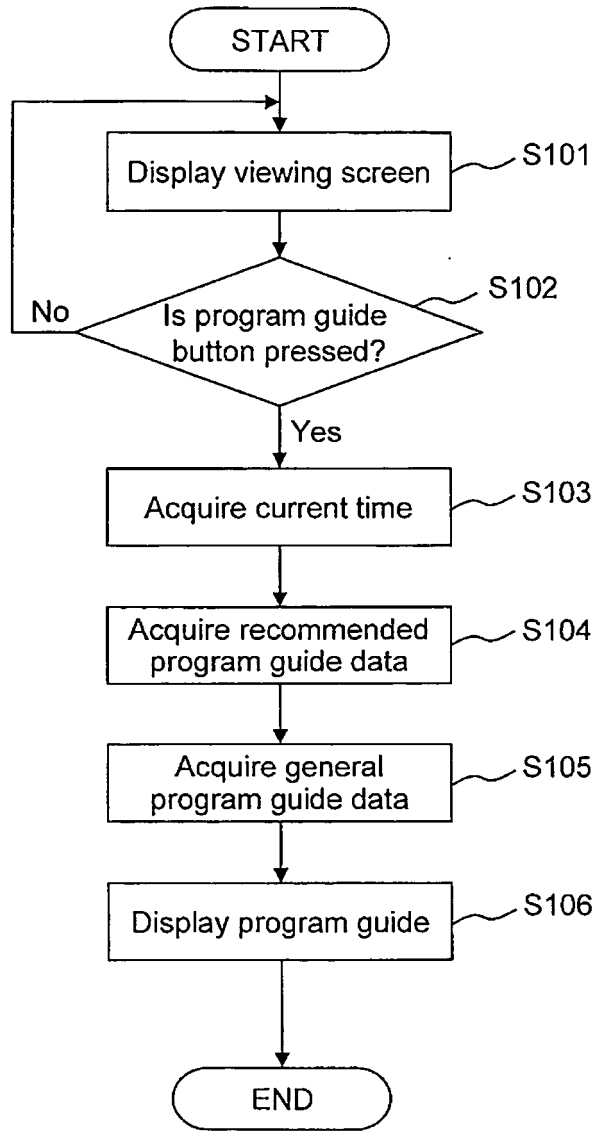 START
Display viewing screen
S101
S102
No
Is program guide
button pressed?
Yes
Acquire current time
S103
Acquire recommended
program guide data
S104
Acquire general
program guide data
S105
Display program guide
S106
END